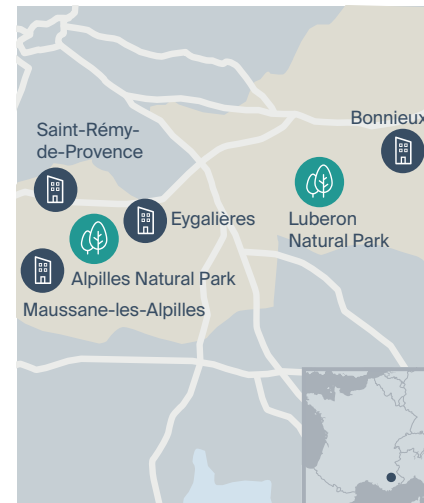 Bonnieux
Saint-Rémy-
de-Provence
Eygalières
Luberon
Natural Park
Alpilles Natural Park
Maussane-les-Alpilles